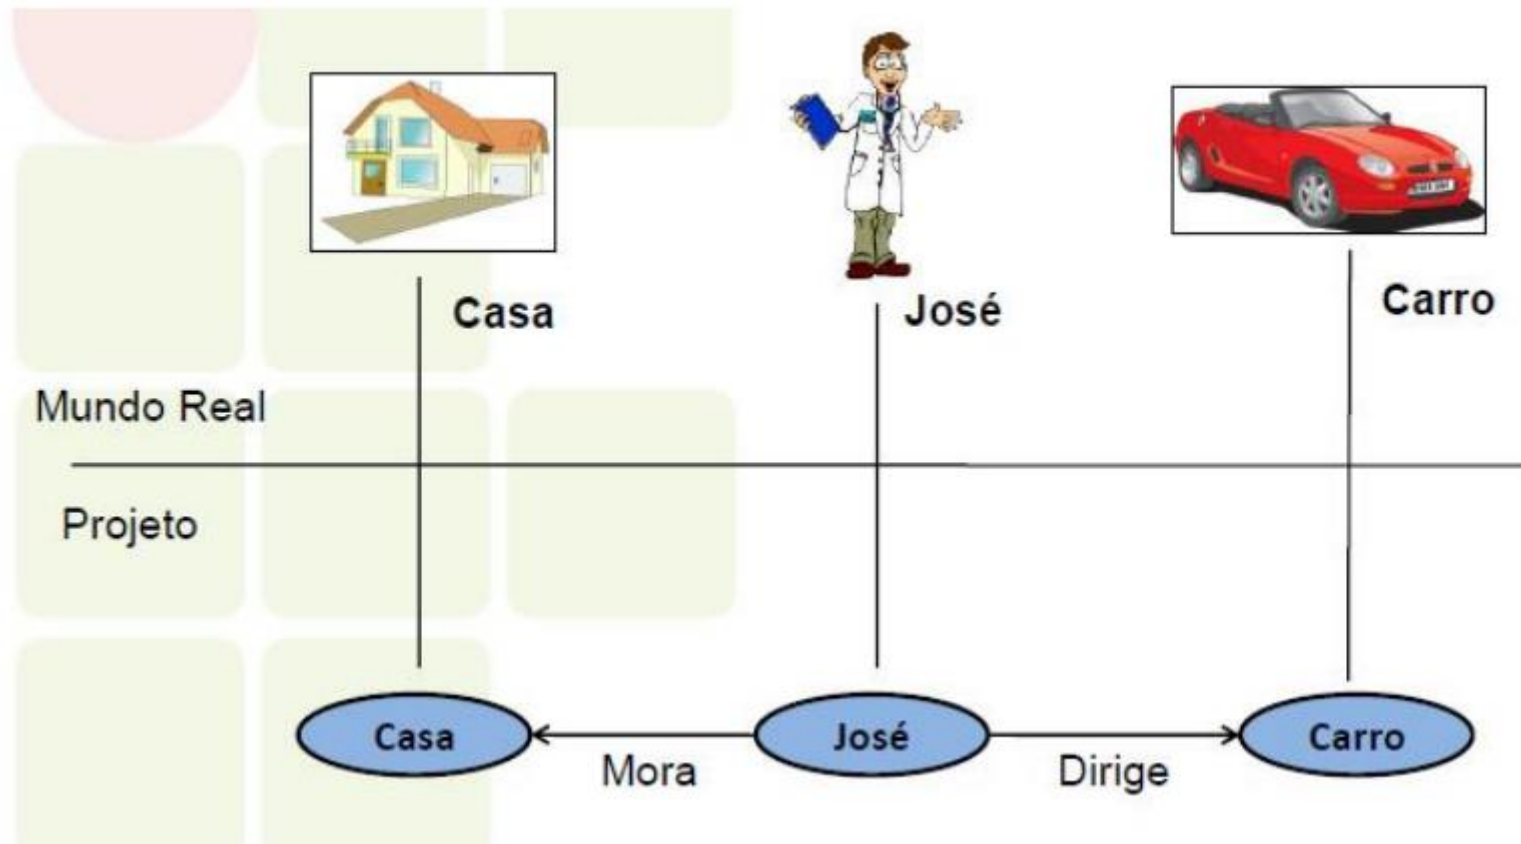 Casa
José
Carro
Mundo Real
Projeto
Casa
José
Carro
Mora
Dirige